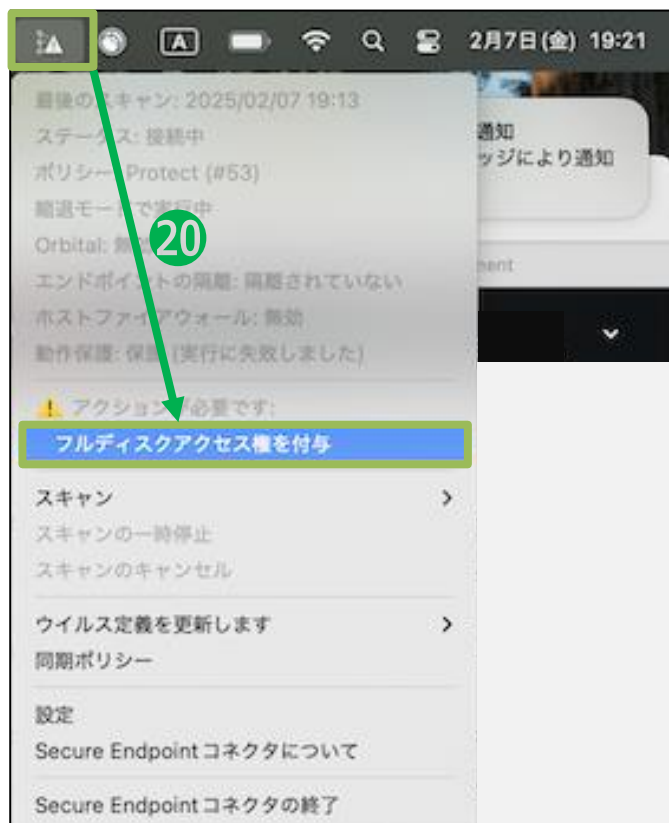 A 2月7日(金) 19:21
最後のスキャン: 2025/02/07 19:13
ステータス: 接続中
ポリシー: Protect (#53)
縮退モードで実行中
Orbital: 無効
エンドポイントの隔離: 隔離されていない
ホストファイアウォール: 無効
動作保護: 保護 (実行に失敗しました)
アクションが必要です:
フルディスクアクセス権を付与
スキャン
スキャンの一時停止
スキャンのキャンセル
ウイルス定義を更新します
同期ポリシー
設定
Secure Endpoint コネクタについて
Secure Endpoint コネクタの終了
20
通知
ッジにより通知
ment